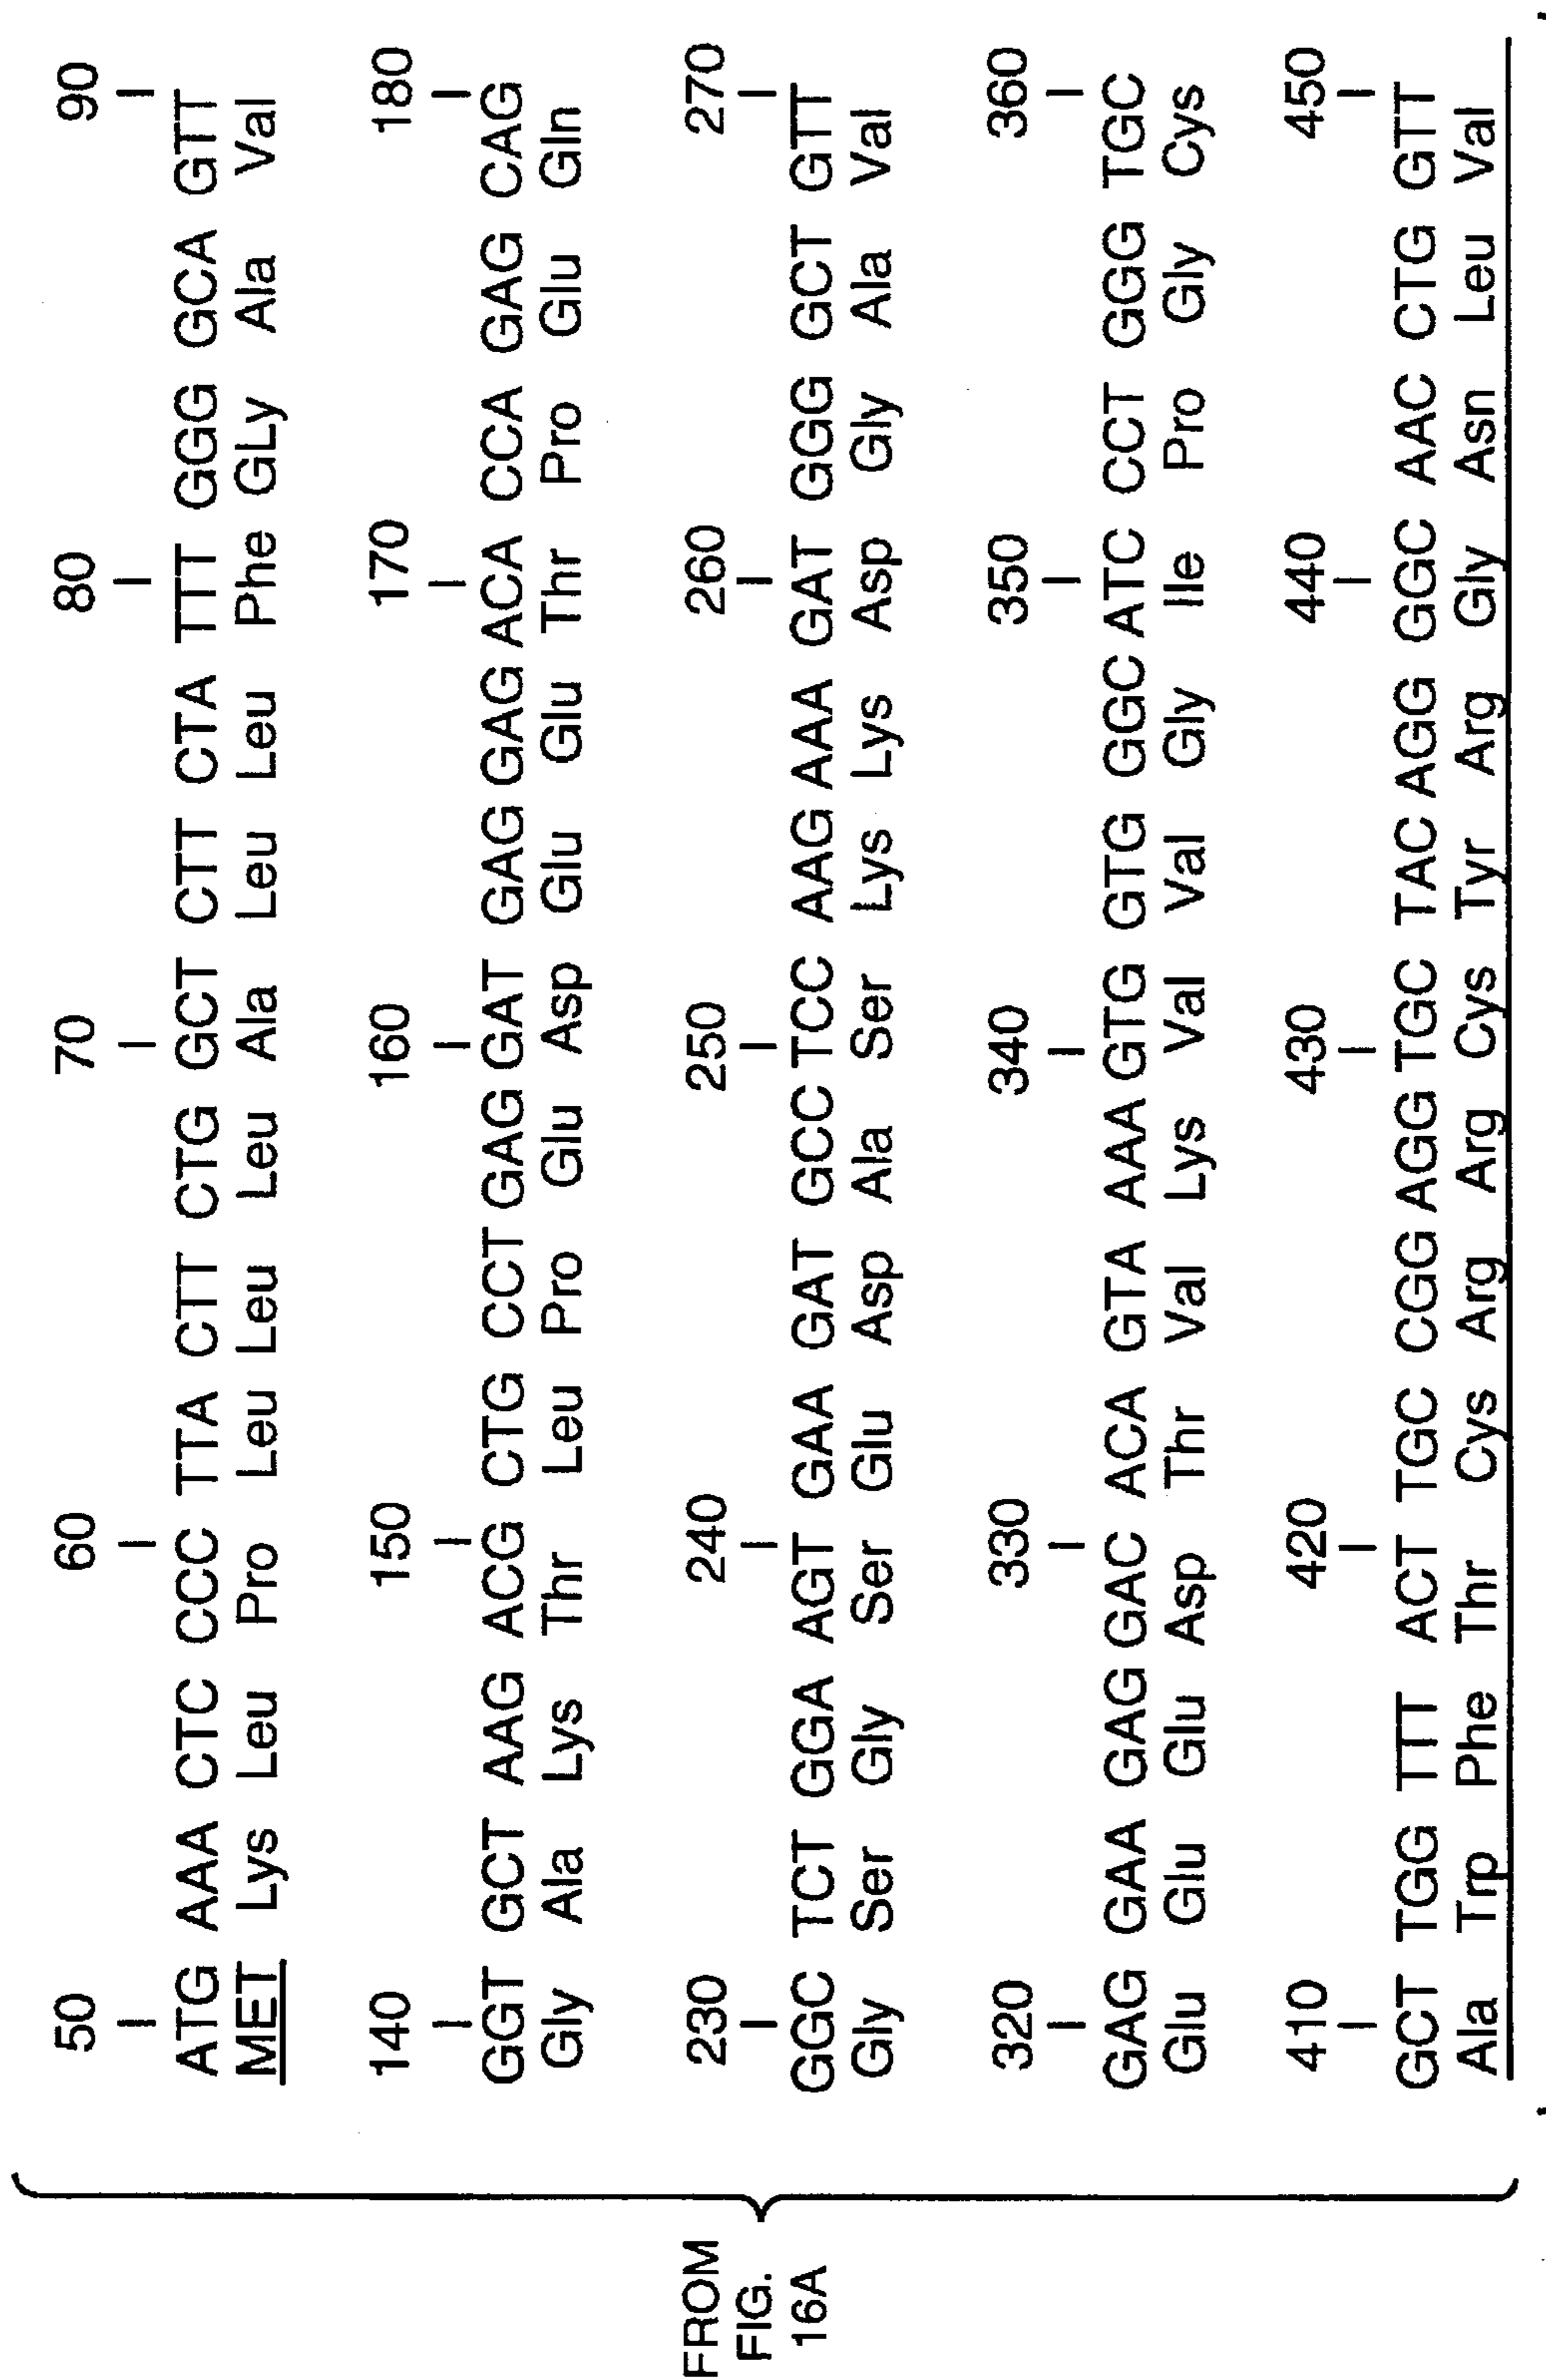 50 60 70 80 90
ATG AAA CTC CCC TTA CTT CTG GCT CTT CTA TTT GGG GCA GTT
MET Lys Leu Pro Leu Leu Leu Ala Leu Leu Phe GLy Ala Val
140 150 160 170 180
GGT GCT AAG ACG CTG CCT GAG GAT GAG GAG ACA CCA GAG CAG
Gly Ala Lys Thr Leu Pro Glu Asp Glu Glu Thr Pro Glu Gln
230 240 250 260 270
GGC TCT GGA AGT GAA GAT GCC TCC AAG AAA GAT GGG GCT GTT
Gly Ser Gly Ser Glu Asp Ala Ser Lys Lys Asp Gly Ala Val
320 330 340 350 360
GAG GAA GAG GAC ACA GTA AAA GTG GTG GGC ATC CCT GGG TGC
Glu Glu Glu Asp Thr Val Lys Val Val Gly Ile Pro Gly Cys
410 420 430 440 450
GCT TGG TTT ACT TGC CGG AGG TGC TAC AGG GGC AAC CTG GTT
Ala Trp Phe Thr Cys Arg Arg Cys Tyr Arg Gly Asn Leu Val
FROM
FIG.
16A